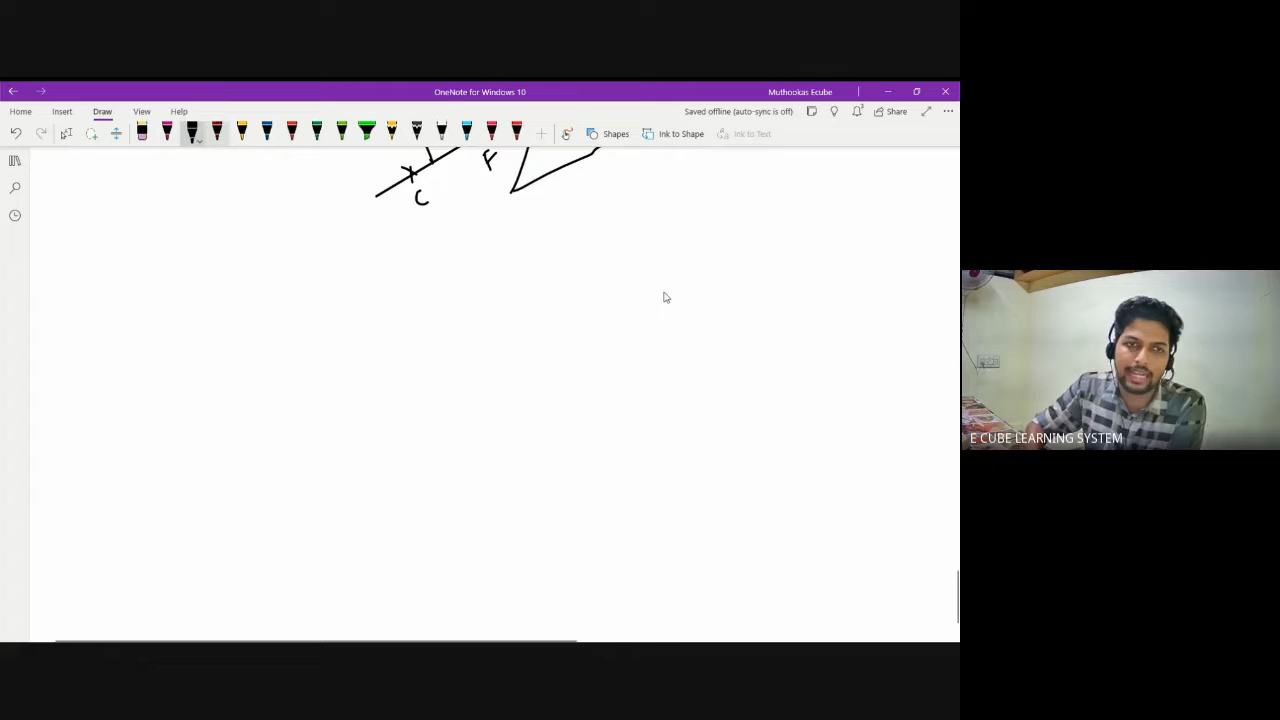 OneNote for Windows 10
Muthookas Ecube
Home Insert Draw View Help
Saved offline (auto-sync is off)
3
Share
Shapes
Ink to Shape
Ink to Text
F
C
E CUBE LEARNING SYSTEM